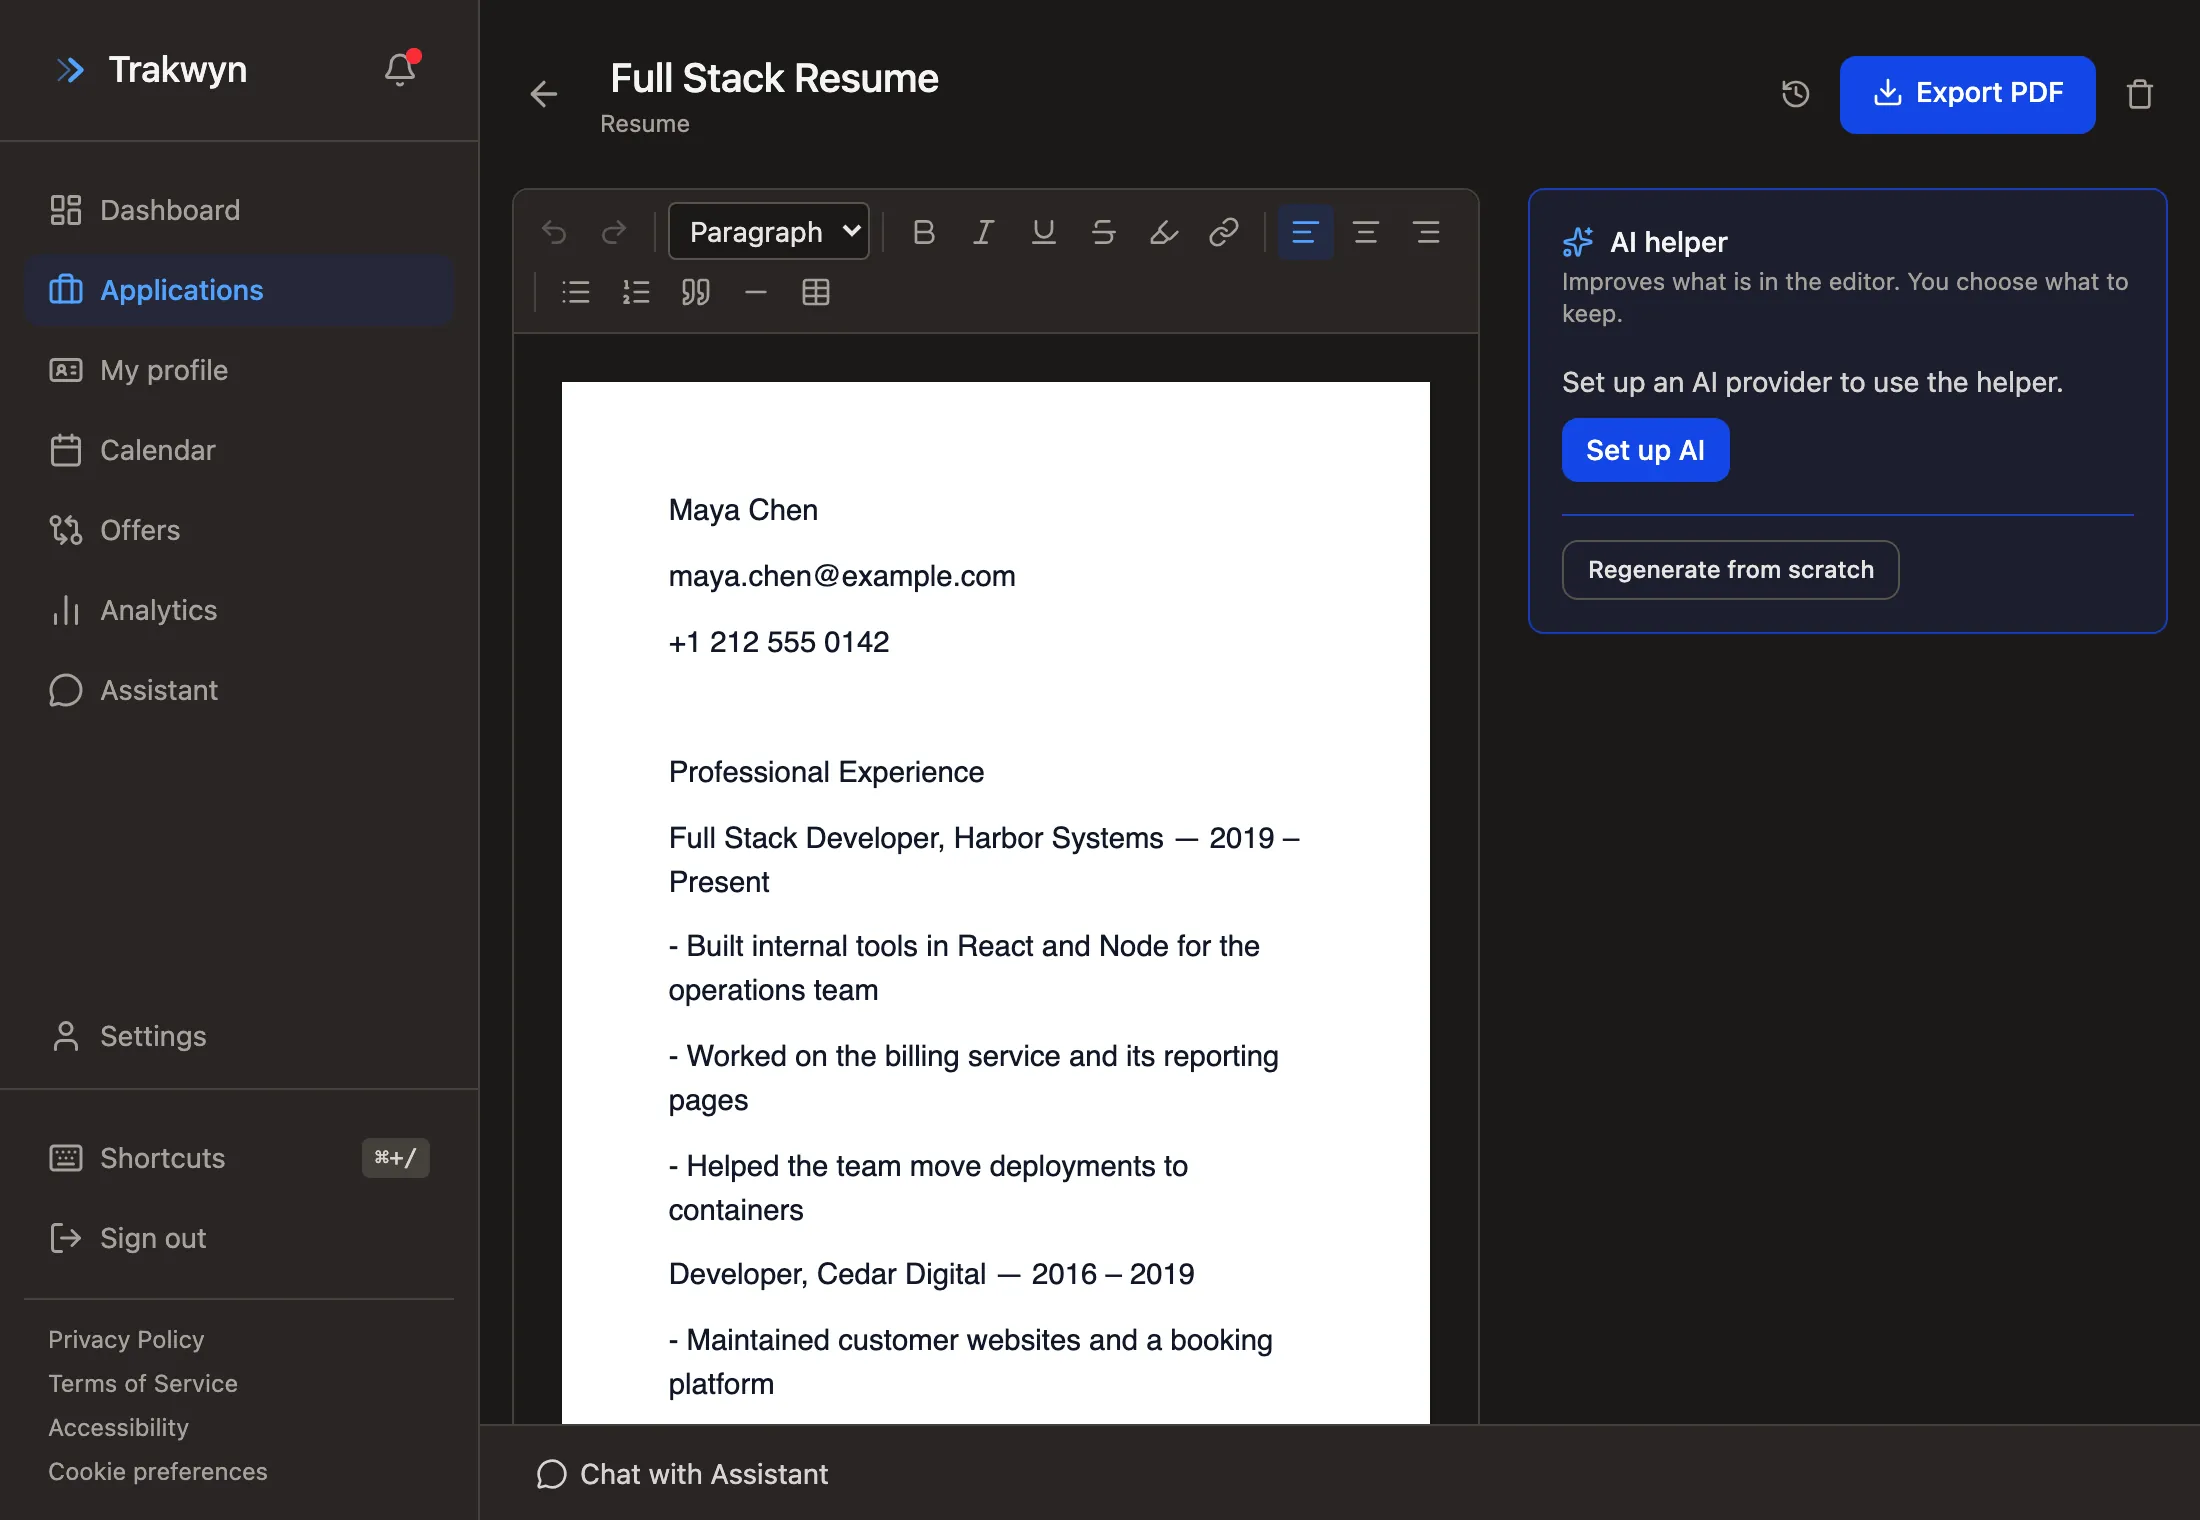 Trakwyn
Dashboard
Applications
My profile
Calendar
Offers
Analytics
Assistant
Settings
Shortcuts ⌘+/
Sign out
Privacy Policy
Terms of Service
Accessibility
Cookie preferences
Full Stack Resume
Resume
Export PDF
Paragraph
Maya Chen
maya.chen@example.com
+1 212 555 0142
Professional Experience
Full Stack Developer, Harbor Systems — 2019 –
Present
- Built internal tools in React and Node for the
operations team
- Worked on the billing service and its reporting
pages
- Helped the team move deployments to
containers
Developer, Cedar Digital — 2016 – 2019
- Maintained customer websites and a booking
platform
AI helper
Improves what is in the editor. You choose what to
keep.
Set up an AI provider to use the helper.
Set up AI
Regenerate from scratch
Chat with Assistant